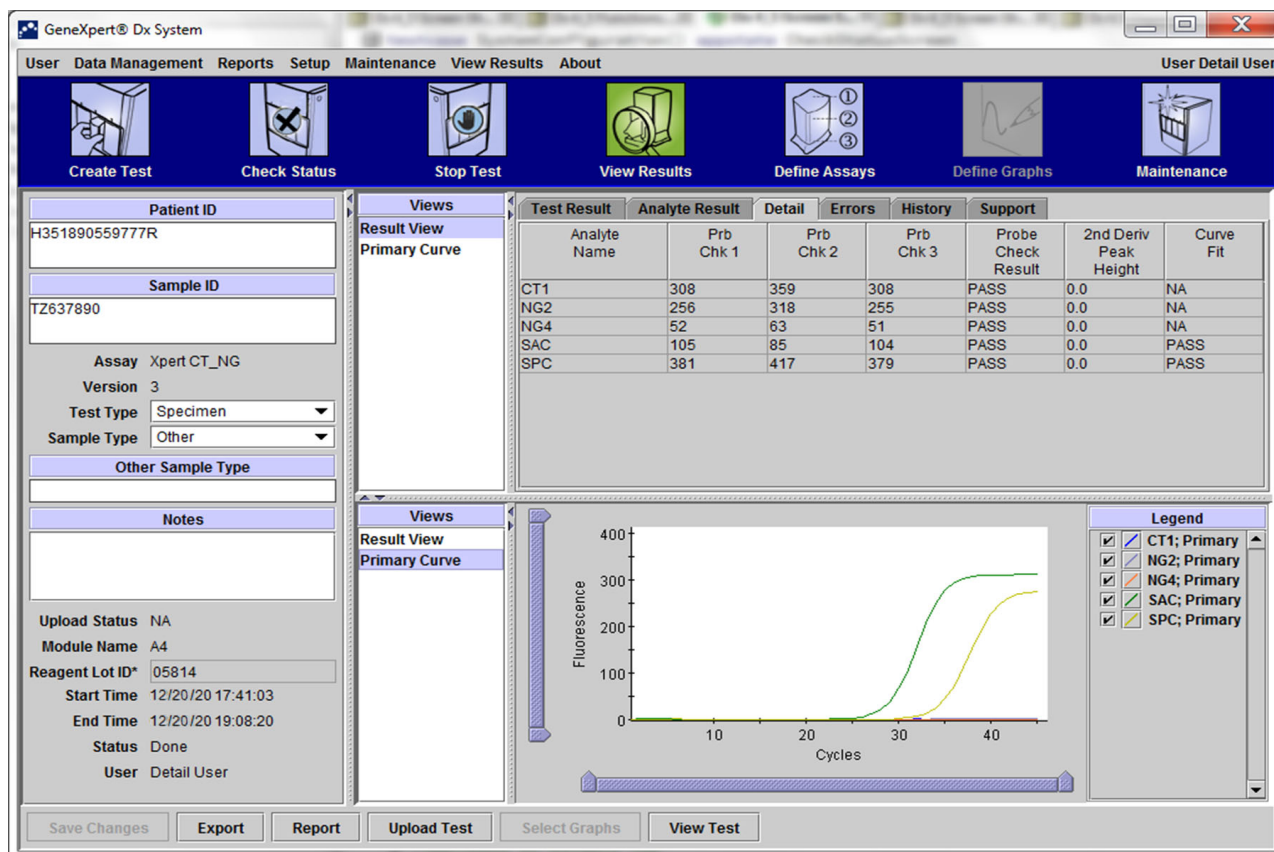 GeneXpert® Dx System
User Data Management Reports Setup Maintenance View Results About User Detail User
Create Test Check Status Stop Test View Results Define Assays Define Graphs Maintenance
① ② ③
Patient ID
H351890559777R
Sample ID
TZ637890
Assay Xpert CT_NG
Version 3
Test Type Specimen
Sample Type Other
Other Sample Type
Notes
Upload Status NA
Module Name A4
Reagent Lot ID* 05814
Start Time 12/20/20 17:41:03
End Time 12/20/20 19:08:20
Status Done
User Detail User
Views
Result View
Primary Curve
Test Result Analyte Result Detail Errors History Support
Analyte Name Prb Chk 1 Prb Chk 2 Prb Chk 3 Probe Check Result 2nd Deriv Peak Height Curve Fit
CT1 308 359 308 PASS 0.0 NA
NG2 256 318 255 PASS 0.0 NA
NG4 52 63 51 PASS 0.0 NA
SAC 105 85 104 PASS 0.0 PASS
SPC 381 417 379 PASS 0.0 PASS
Views
Result View
Primary Curve
Fluorescence
400
300
200
100
0
10 20 30 40
Cycles
Legend
CT1; Primary
NG2; Primary
NG4; Primary
SAC; Primary
SPC; Primary
Save Changes Export Report Upload Test Select Graphs View Test